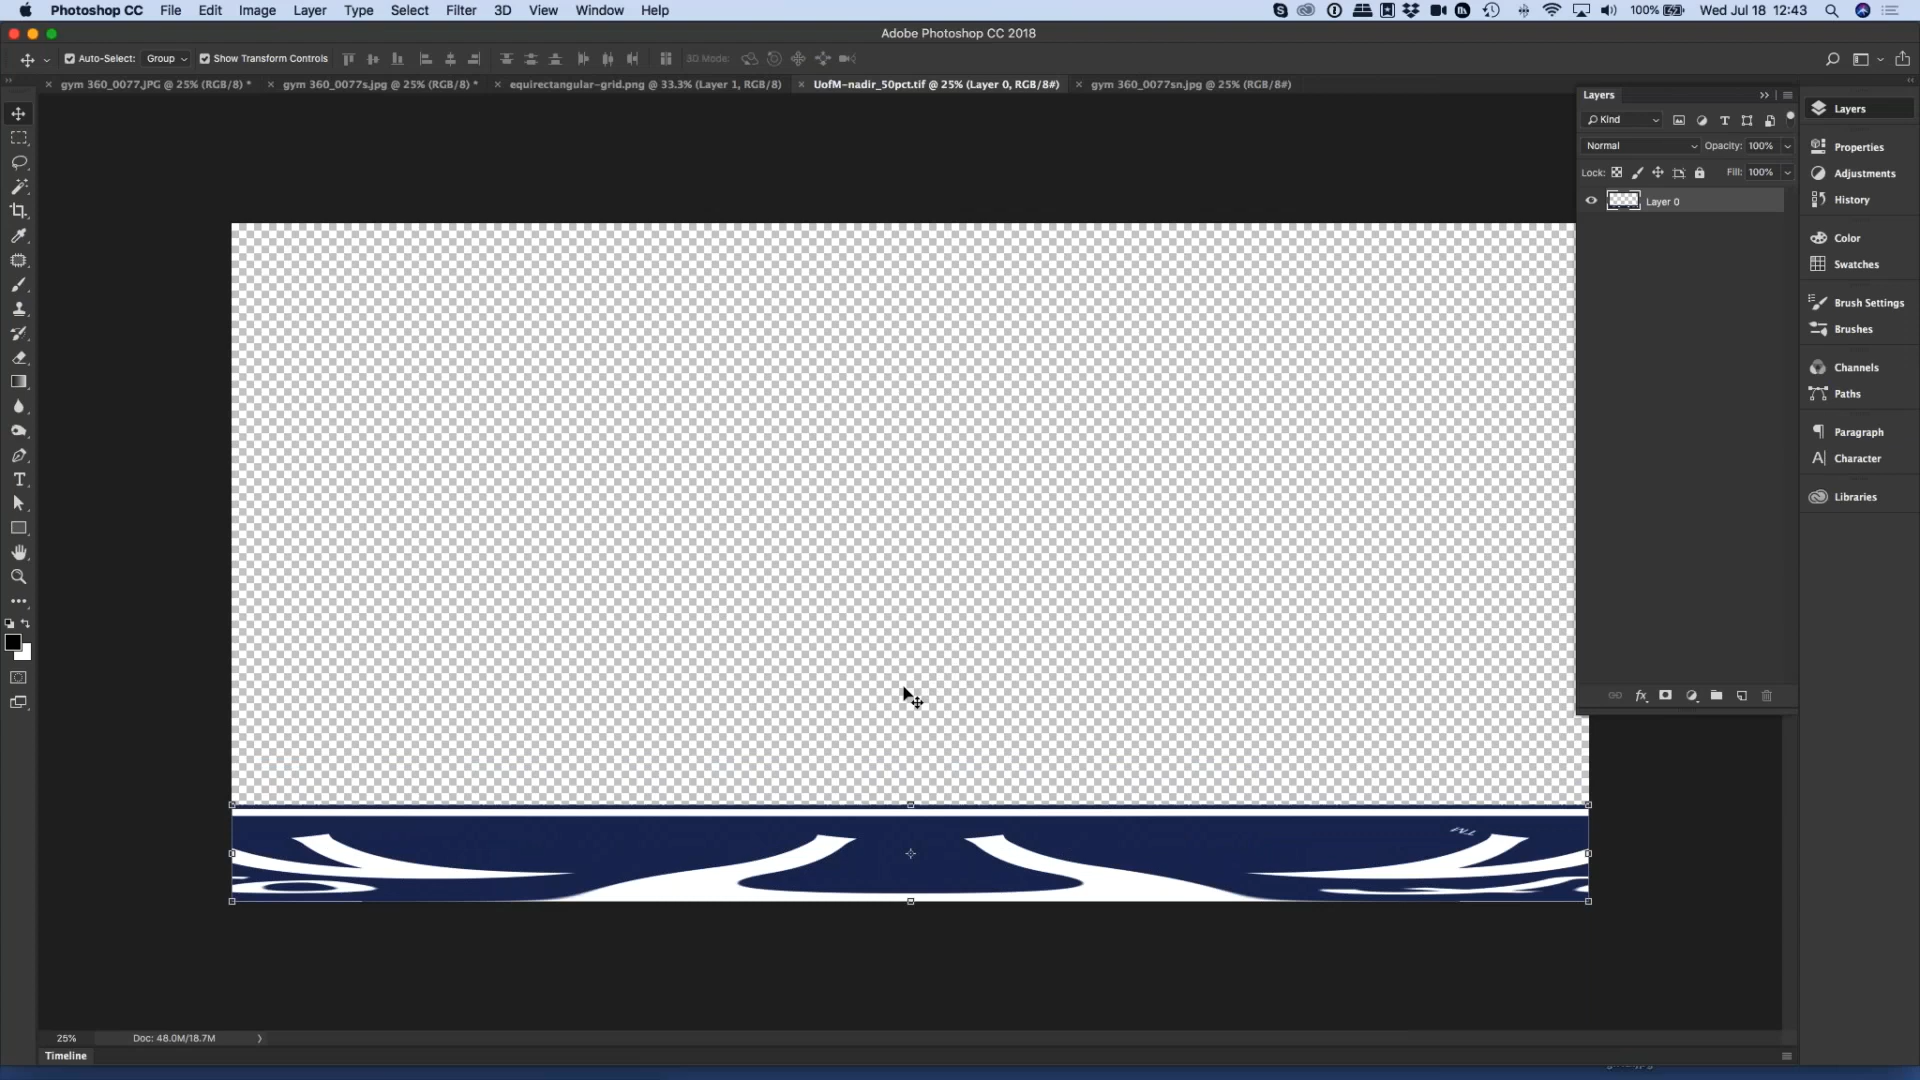 Photoshop CC File Edit Image Layer Type Select Filter 3D View Window Help 100% Wed Jul 18 12:43
Adobe Photoshop CC 2018
Auto-Select: Group Show Transform Controls 3D Mode:
gym 360_0077.JPG @ 25% (RGB/8) * gym 360_0077s.jpg @ 25% (RGB/8) * equirectangular-grid.png @ 33.3% (Layer 1, RGB/8) UofM-nadir_50pct.tif @ 25% (Layer 0, RGB/8#) gym 360_0077sn.jpg @ 25% (RGB/8#)
Layers
Kind
Normal Opacity: 100%
Lock: Fill: 100%
Layer 0
Layers
Properties
Adjustments
History
Color
Swatches
Brush Settings
Brushes
Channels
Paths
Paragraph
Character
Libraries
TM
25% Doc: 48.0M/18.7M
Timeline